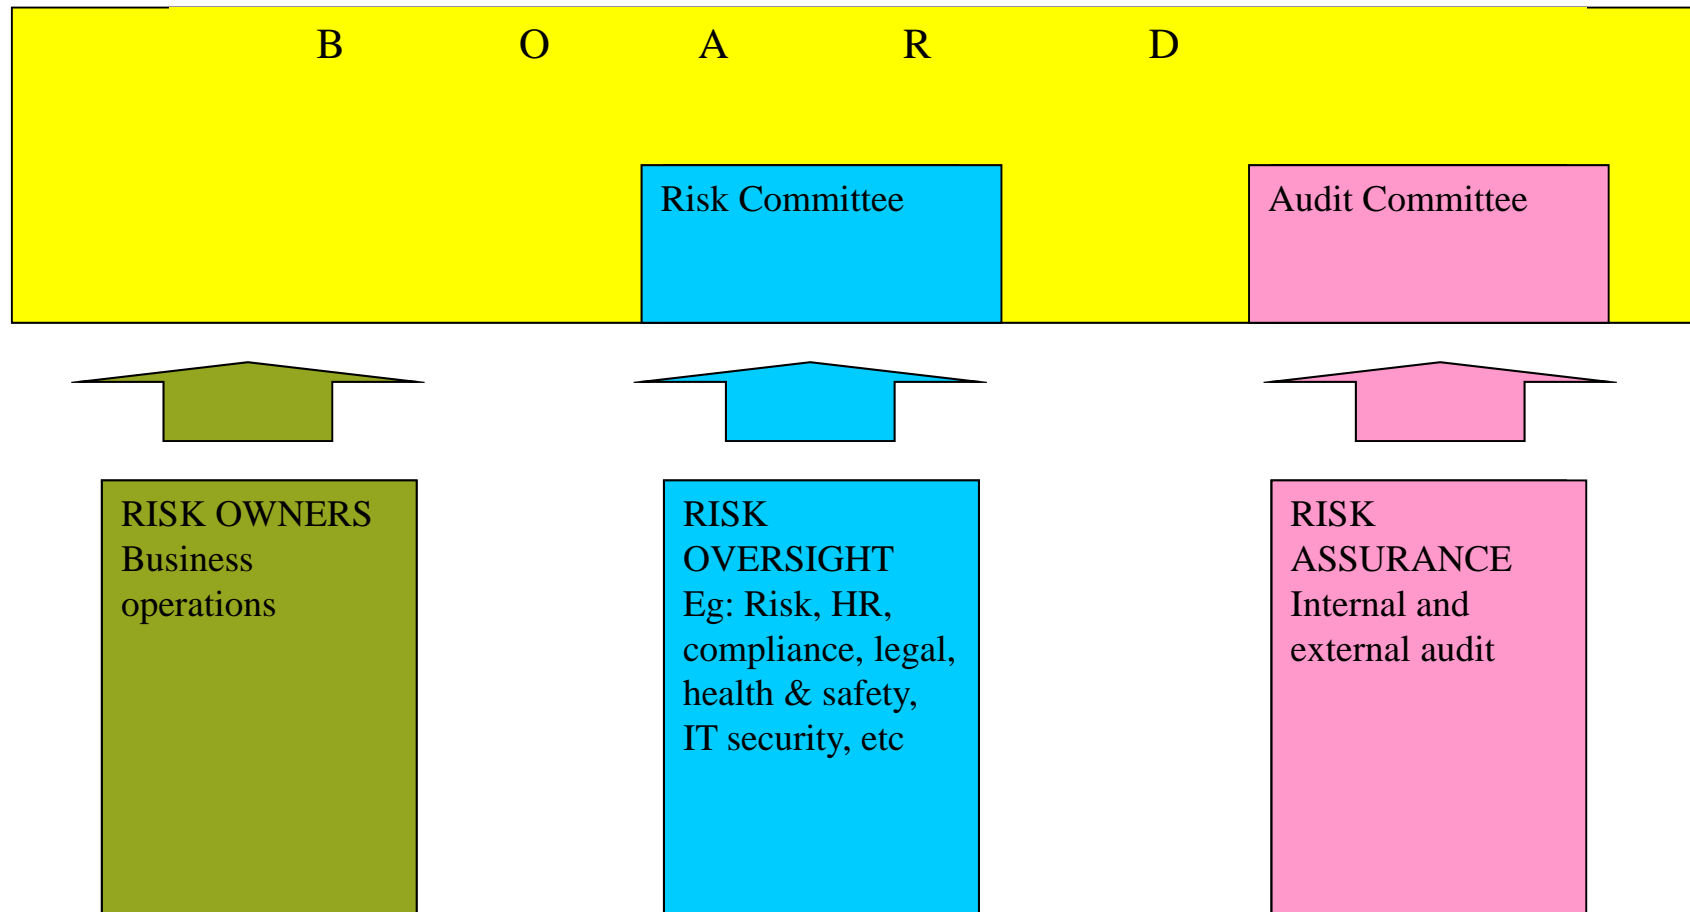 B O A R D
Risk Committee
Audit Committee
RISK OWNERS
Business
operations
RISK
OVERSIGHT
Eg: Risk, HR,
compliance, legal,
health & safety,
IT security, etc
RISK
ASSURANCE
Internal and
external audit